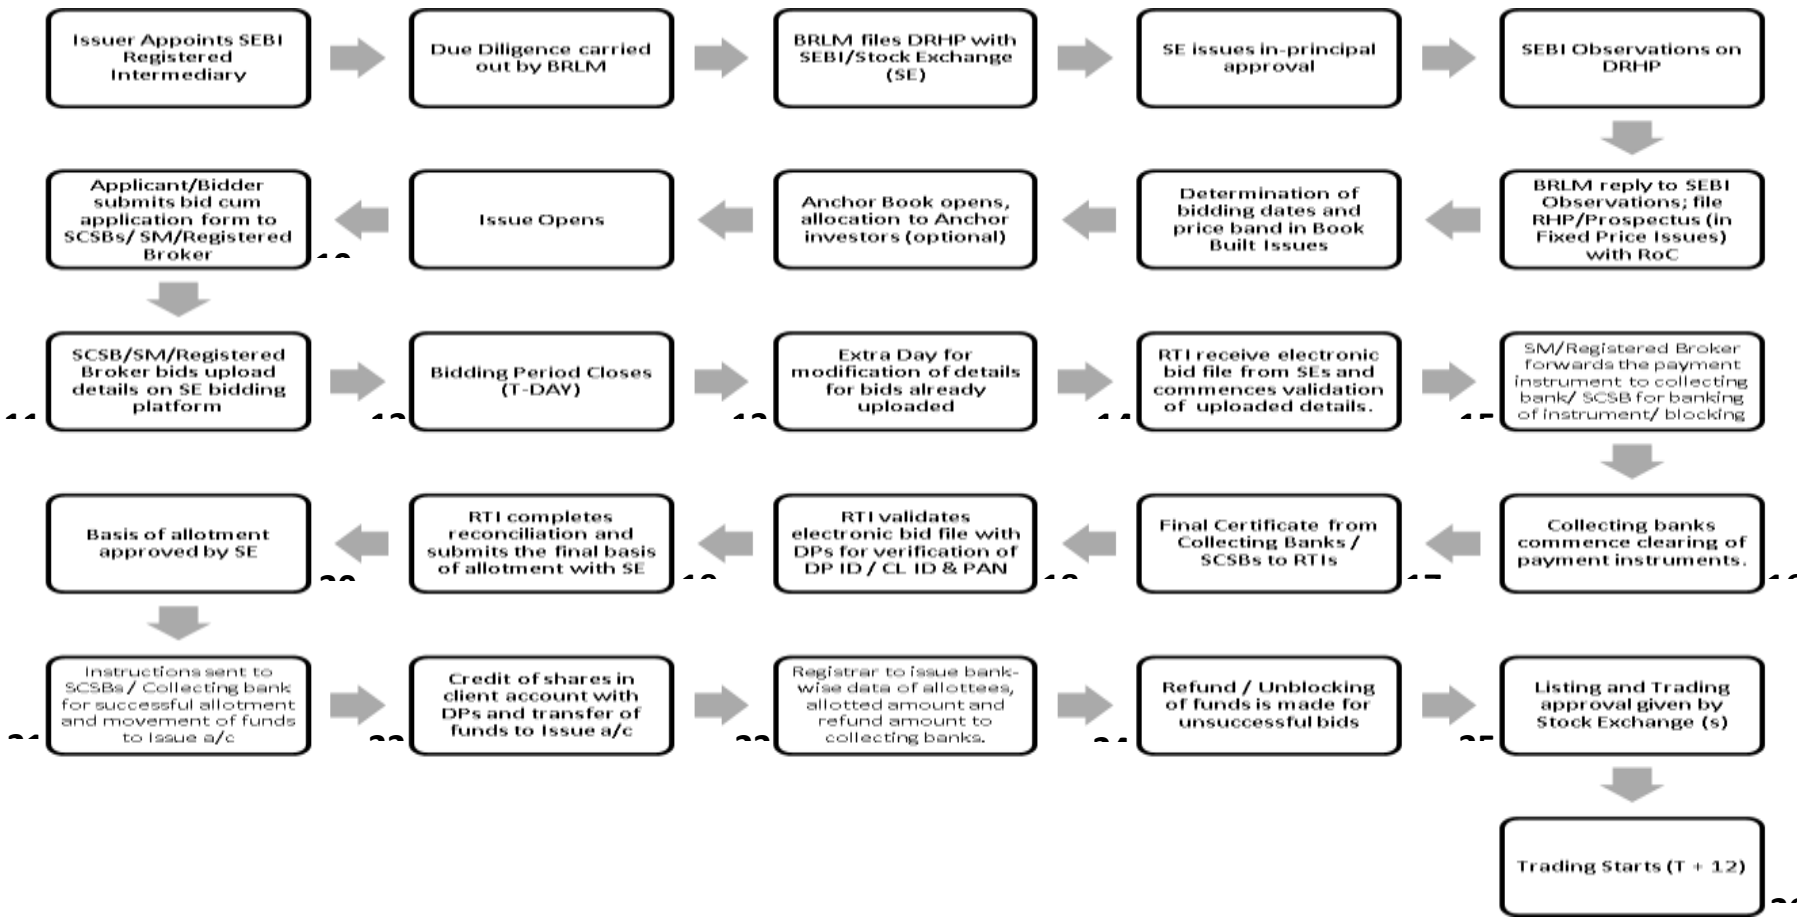 Issuer Appoints SEBI
Registered
Intermediary
Due Diligence carried
out by BRLM
BRLM files DRHP with
SEBI/Stock Exchange
(SE)
SE issues in-principal
approval
SEBI Observations on
DRHP
BRLM reply to SEBI
Observations; file
RHP/Prospectus (in
Fixed Price Issues)
with RoC
Determination of
bidding dates and
price band in Book
Built Issues
Anchor Book opens,
allocation to Anchor
investors (optional)
Issue Opens
Applicant/Bidder
submits bid cum
application form to
SCSBs/ SM/Registered
Broker
SCSB/SM/Registered
Broker bids upload
details on SE bidding
platform
Bidding Period Closes
(T-DAY)
Extra Day for
modification of details
for bids already
uploaded
RTI receive electronic
bid file from SEs and
commences validation
of uploaded details.
SM/Registered Broker
forwards the payment
instrument to collecting
bank/ SCSB for banking
of instrument/ blocking
Collecting banks
commence clearing of
payment instruments.
Final Certificate from
Collecting Banks /
SCSBs to RTIs
RTI validates
electronic bid file with
DPs for verification of
DP ID / CL ID & PAN
RTI completes
reconciliation and
submits the final basis
of allotment with SE
Basis of allotment
approved by SE
Instructions sent to
SCSBs / Collecting bank
for successful allotment
and movement of funds
to Issue a/c
Credit of shares in
client account with
DPs and transfer of
funds to Issue a/c
Registrar to issue bank-
wise data of allottees,
allotted amount and
refund amount to
collecting banks.
Refund / Unblocking
of funds is made for
unsuccessful bids
Listing and Trading
approval given by
Stock Exchange (s)
Trading Starts (T + 12)